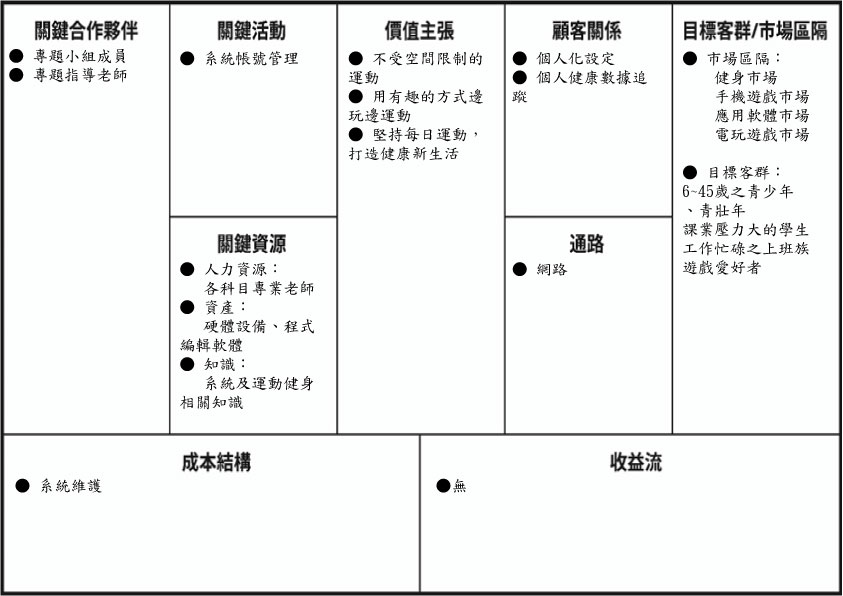 關鍵合作夥伴
● 專題小組成員
● 專題指導老師
關鍵活動
● 系統帳號管理
關鍵資源
● 人力資源：
各科目專業老師
● 資產：
硬體設備、程式
編輯軟體
● 知識：
系統及運動健身
相關知識
價值主張
● 不受空間限制的
運動
● 用有趣的方式邊
玩邊運動
● 堅持每日運動，
打造健康新生活
顧客關係
● 個人化設定
● 個人健康數據追
蹤
通路
● 網路
目標客群/市場區隔
● 市場區隔：
健身市場
手機遊戲市場
應用軟體市場
電玩遊戲市場
● 目標客群：
6~45歲之青少年
、青壯年
課業壓力大的學生
工作忙碌之上班族
遊戲愛好者
成本結構
● 系統維護
收益流
●無